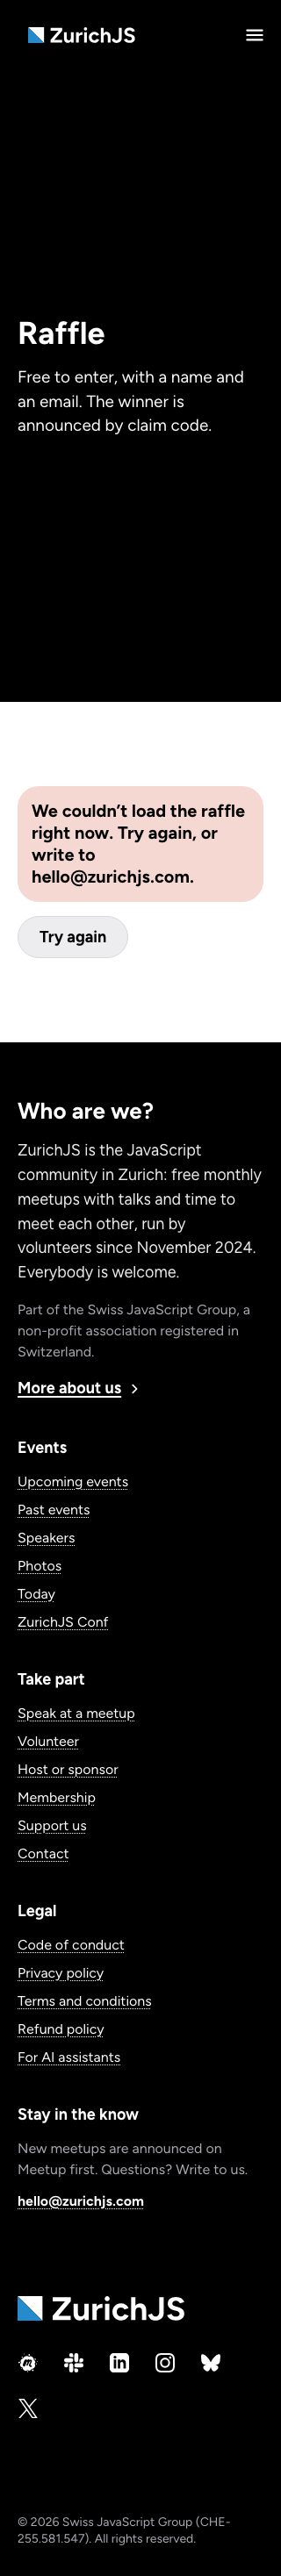 ZurichJS
Raffle
Free to enter, with a name and
an email. The winner is
announced by claim code.
We couldn’t load the raffle
right now. Try again, or
write to
hello@zurichjs.com.
Try again
Who are we?
ZurichJS is the JavaScript
community in Zurich: free monthly
meetups with talks and time to
meet each other, run by
volunteers since November 2024.
Everybody is welcome.
Part of the Swiss JavaScript Group, a
non-profit association registered in
Switzerland.
More about us
Events
Upcoming events
Past events
Speakers
Photos
Today
ZurichJS Conf
Take part
Speak at a meetup
Volunteer
Host or sponsor
Membership
Support us
Contact
Legal
Code of conduct
Privacy policy
Terms and conditions
Refund policy
For AI assistants
Stay in the know
New meetups are announced on
Meetup first. Questions? Write to us.
hello@zurichjs.com
ZurichJS
© 2026 Swiss JavaScript Group (CHE-
255.581.547). All rights reserved.